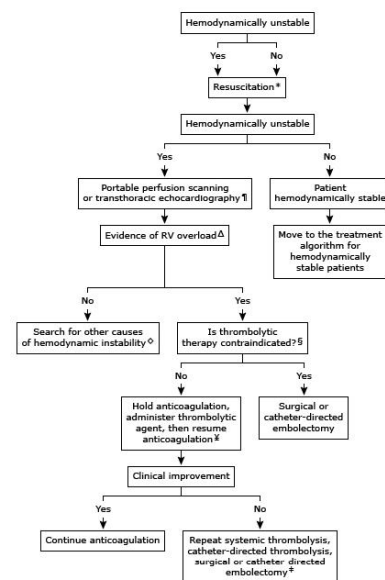 Hemodynamically unstable
Yes
No
Resuscitation*
Hemodynamically unstable
Yes
No
Portable perfusion scanning
or transthoracic echocardiography¶
Patient
hemodynamically stable
Evidence of RV overloadΔ
Move to the treatment
algorithm for
hemodynamically
stable patients
No
Yes
Search for other causes
of hemodynamic instability◇
Is thrombolytic
therapy contraindicated?§
No
Yes
Hold anticoagulation,
administer thrombolytic
agent, then resume
anticoagulation¥
Surgical or
catheter-directed
embolectomy
Clinical improvement
Yes
No
Continue anticoagulation
Repeat systemic thrombolysis,
catheter-directed thrombolysis,
surgical or catheter directed
embolectomy‡